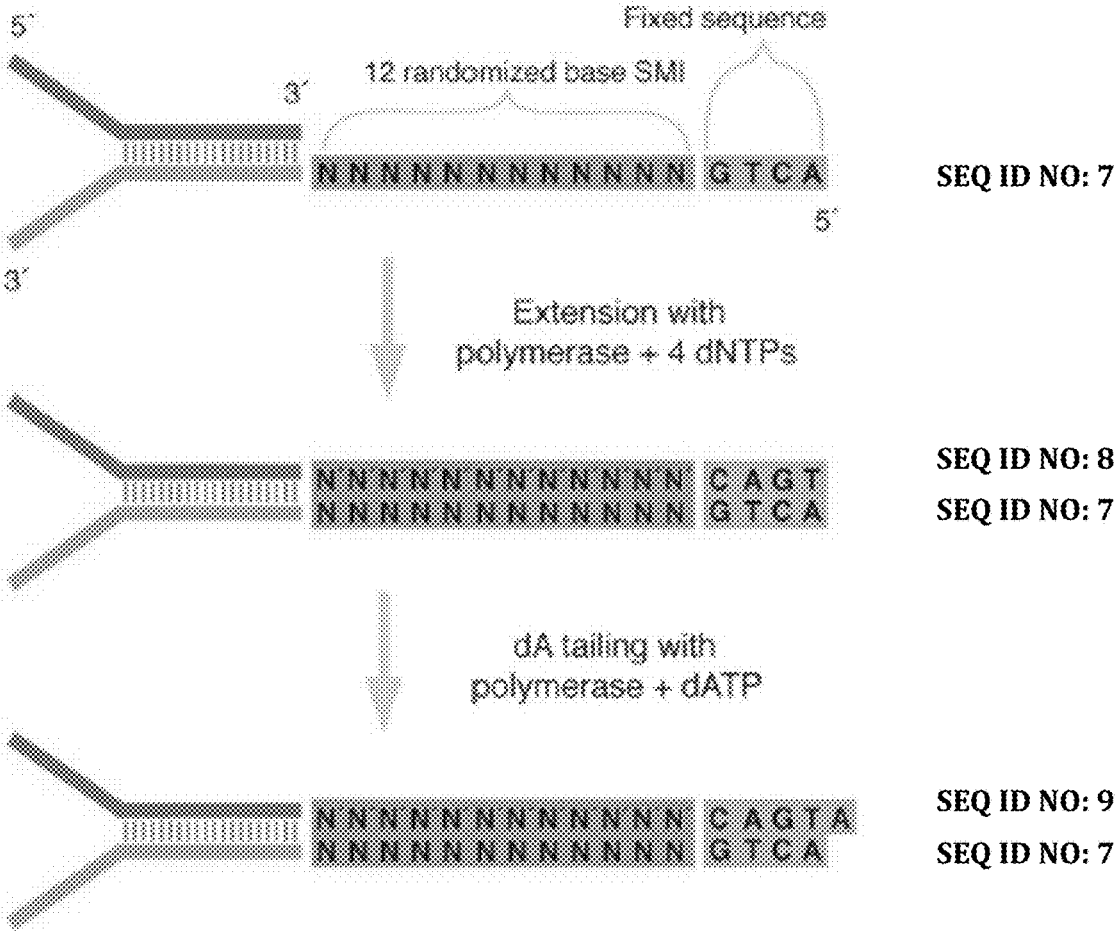 5´
Fixed sequence
12 randomized base SMI
3´
N N N N N N N N N N N N G T C A
SEQ ID NO: 7
5´
3´
Extension with
polymerase + 4 dNTPs
N N N N N N N N N N N N C A G T
SEQ ID NO: 8
N N N N N N N N N N N N G T C A
SEQ ID NO: 7
dA tailing with
polymerase + dATP
N N N N N N N N N N N N C A G T A
SEQ ID NO: 9
N N N N N N N N N N N N G T C A
SEQ ID NO: 7